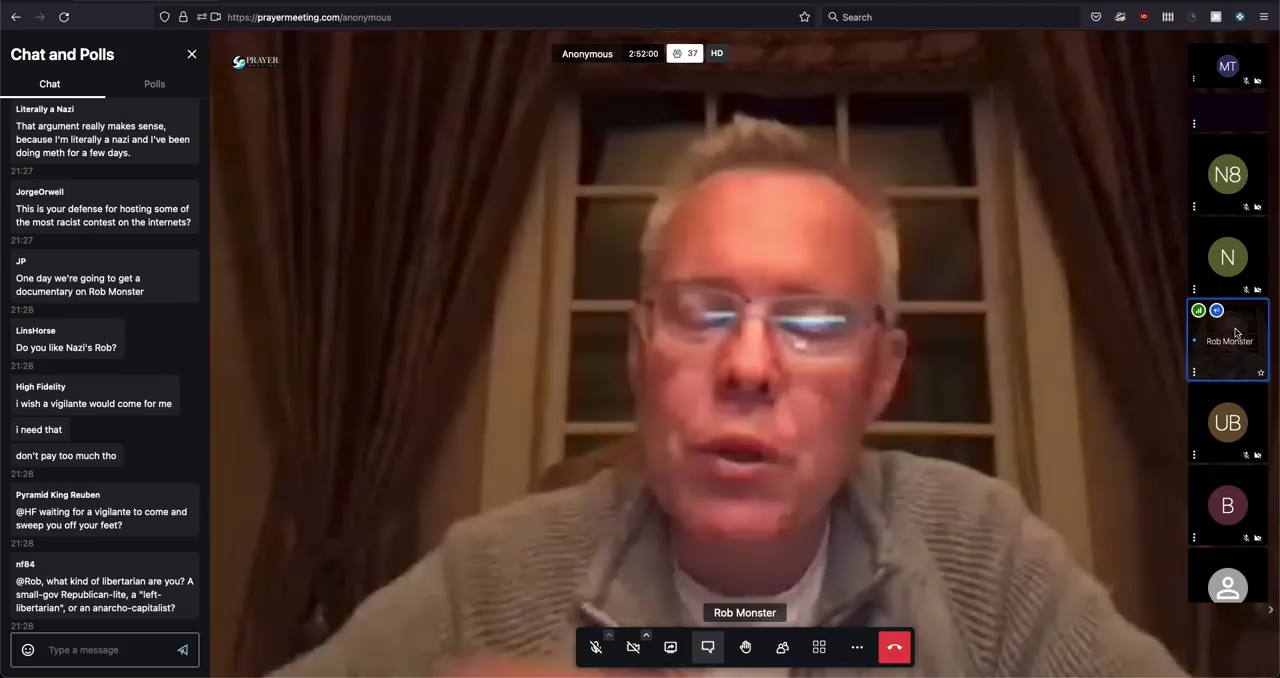 https://prayermeeting.com/anonymous
Search
Chat and Polls
Chat
Polls
Literally a Nazi
That argument really makes sense,
because I'm literally a nazi and I've been
doing meth for a few days.
21:27
JorgeOrwell
This is your defense for hosting some of
the most racist contest on the internets?
21:27
JP
One day we're going to get a
documentary on Rob Monster
21:28
LinsHorse
Do you like Nazi's Rob?
21:28
High Fidelity
i wish a vigilante would come for me
i need that
don't pay too much tho
21:28
Pyramid King Reuben
@HF waiting for a vigilante to come and
sweep you off your feet?
21:28
nf84
@Rob, what kind of libertarian are you? A
small-gov Republican-lite, a "left-
libertarian", or an anarcho-capitalist?
21:28
Type a message
PRAYER
MEETING
Anonymous 2:52:00 37 HD
Rob Monster
MT
N8
N
Rob Monster
UB
B